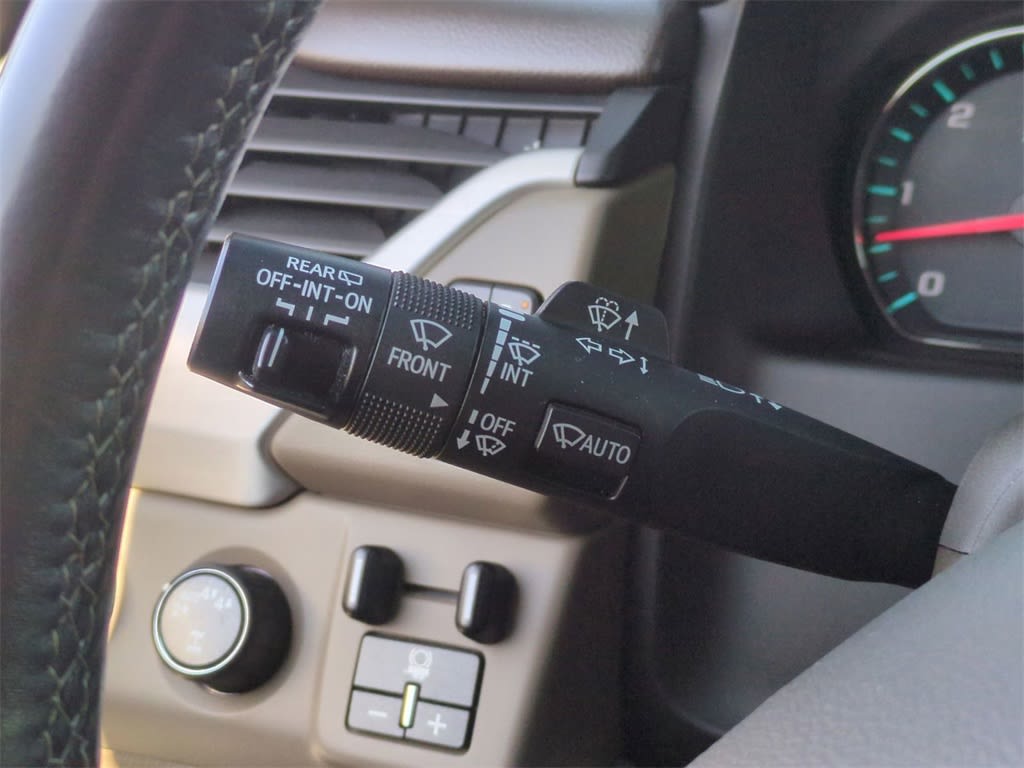 REAR
OFF-INT-ON
FRONT
INT
OFF
AUTO
2
1
0
- +